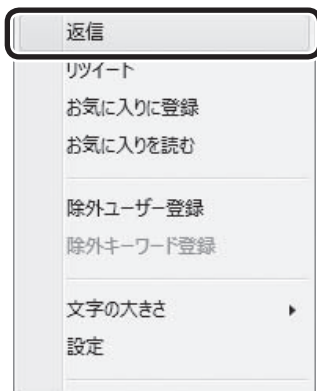 返信
リツイート
お気に入りに登録
お気に入りを読む
除外ユーザー登録
除外キーワード登録
文字の大きさ
設定